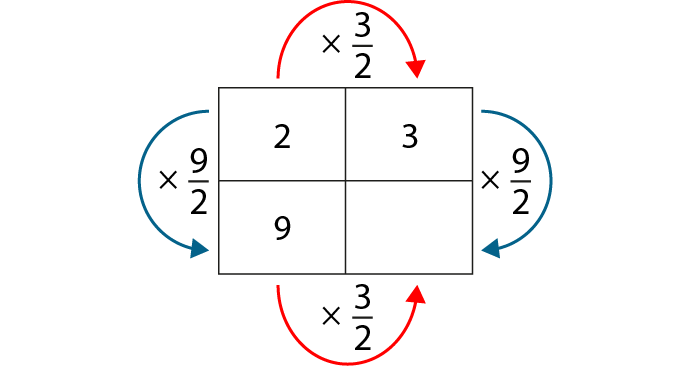 × 3/2
2 3
× 9/2 × 9/2
9
× 3/2